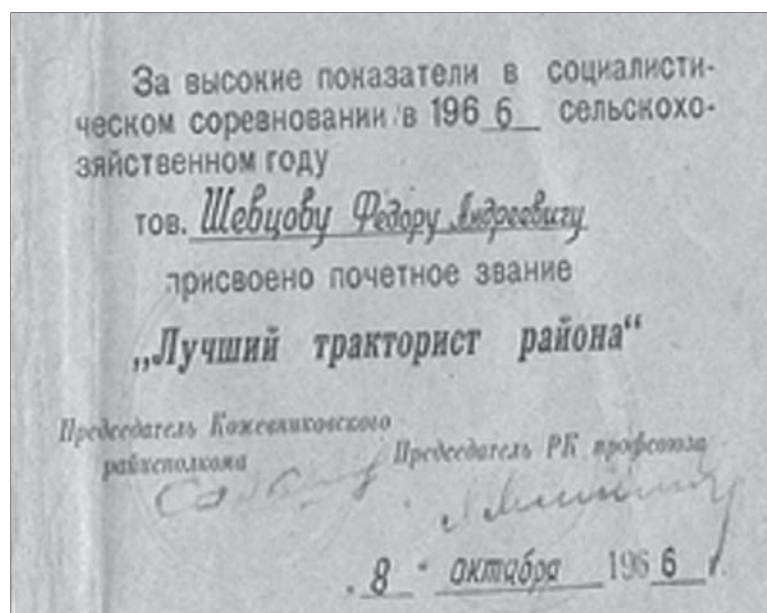 За высокие показатели в социалисти-
ческом соревновании в 1966 сельскохо-
зяйственном году
тов. Шевцову Федору Андреевичу
присвоено почетное звание
„Лучший тракторист района“
Председатель Кожевниковского
райисполкома
Председатель РК профсоюза
„8“ октября 1966 г.